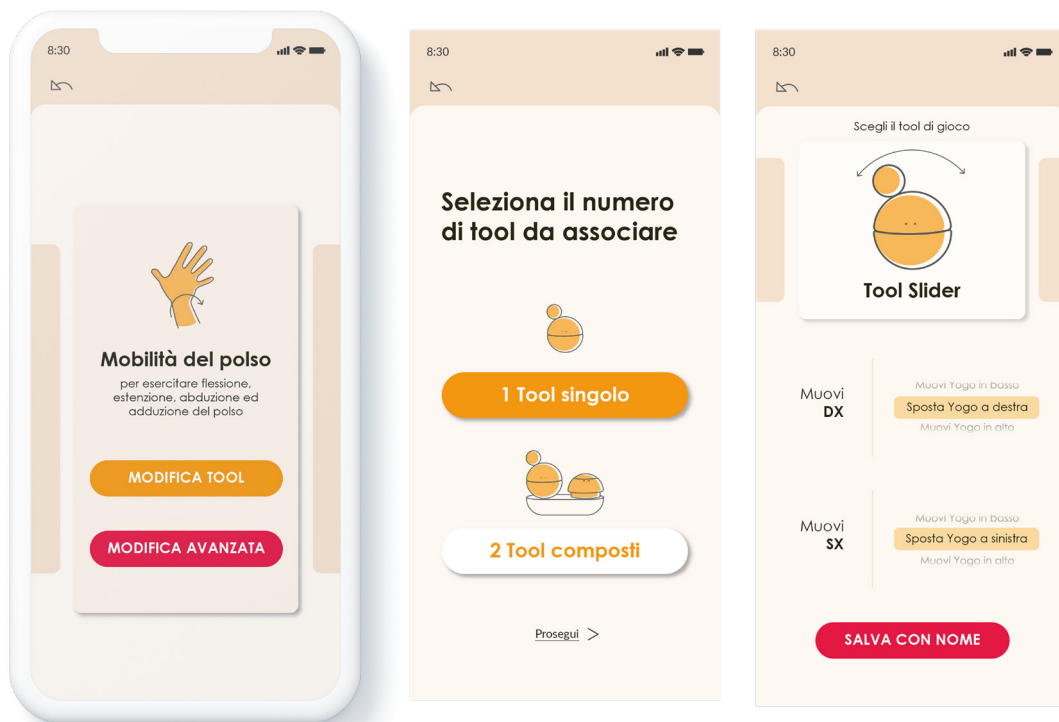 8:30
Mobilità del polso
per esercitare flessione,
estenzione, abduzione ed
adduzione del polso
MODIFICA TOOL
MODIFICA AVANZATA
8:30
Seleziona il numero
di tool da associare
1 Tool singolo
2 Tool composti
Prosegui >
8:30
Scegli il tool di gioco
Tool Slider
Muovi
DX
Muovi Yogo in basso
Sposta Yogo a destra
Muovi Yogo in alto
Muovi
SX
Muovi Yogo in basso
Sposta Yogo a sinistra
Muovi Yogo in alto
SALVA CON NOME